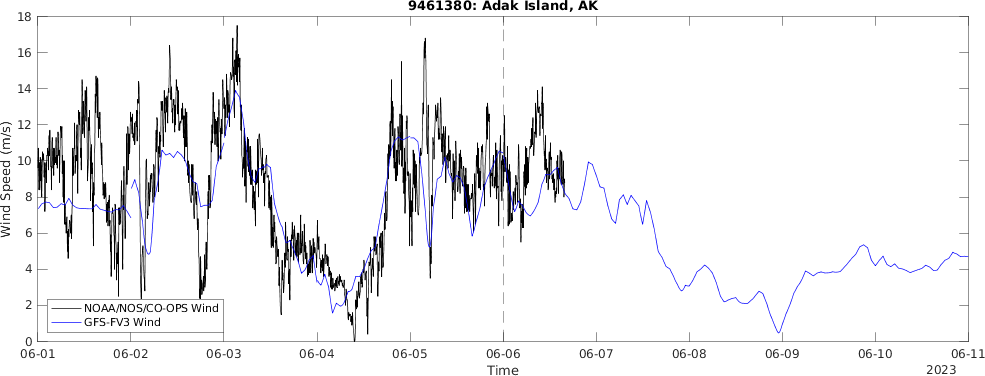 9461380: Adak Island, AK
18
16
14
12
10
8
6
4
2
0
Wind Speed (m/s)
NOAA/NOS/CO-OPS Wind
GFS-FV3 Wind
06-01 06-02 06-03 06-04 06-05 06-06 06-07 06-08 06-09 06-10 06-11
Time
2023